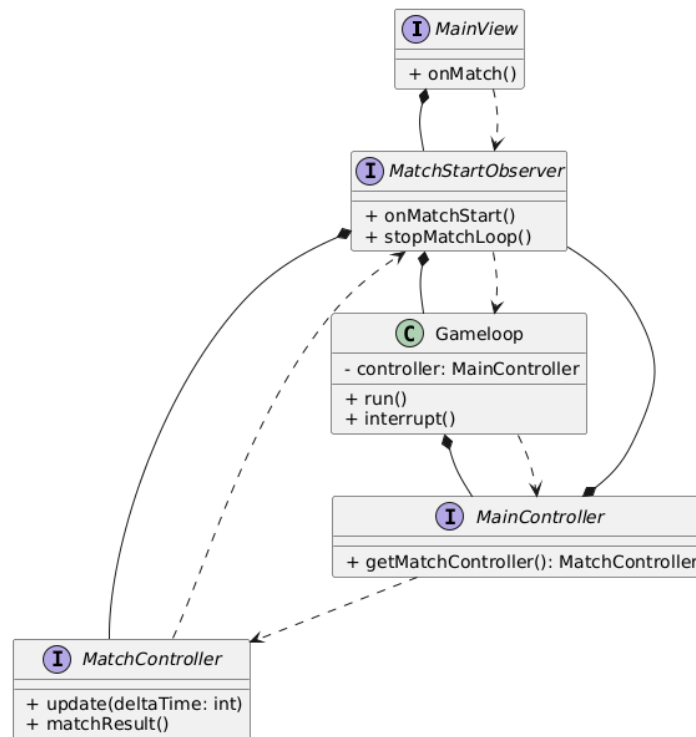 I MainView
+ onMatch()
I MatchStartObserver
+ onMatchStart()
+ stopMatchLoop()
C Gameloop
- controller: MainController
+ run()
+ interrupt()
I MainController
+ getMatchController(): MatchController
I MatchController
+ update(deltaTime: int)
+ matchResult()